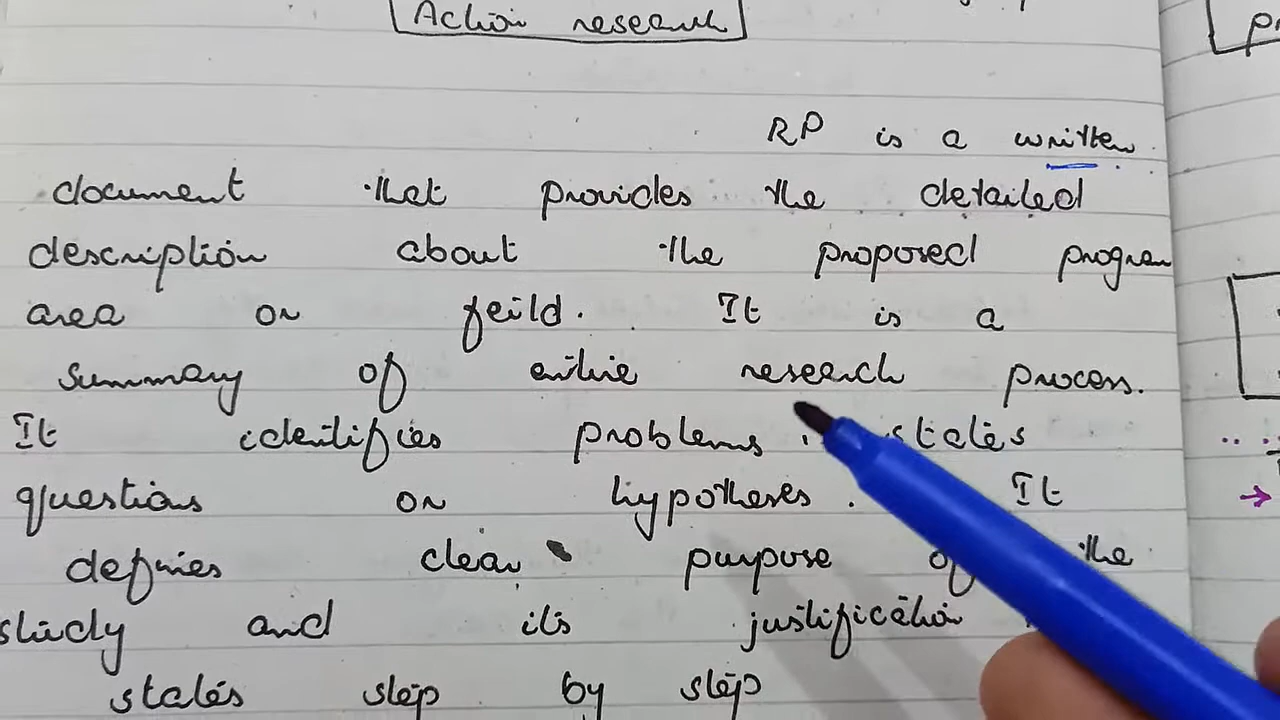 Action research
RP is a written
document that provides the detailed
description about the proposed program
area or feild. It is a
summary of entire research process.
It identifies problems, states
questions or hypotheses. It
defines clear purpose of the
study and its justification
states step by step